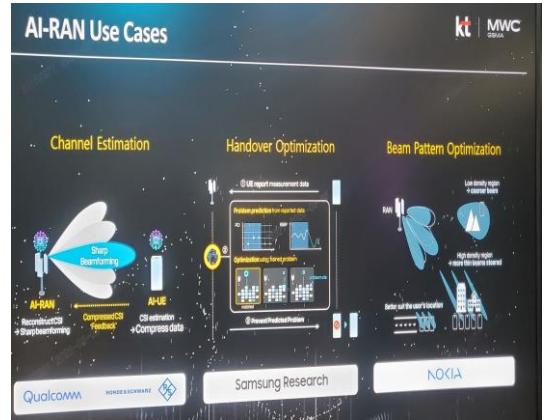 AI-RAN Use Cases
kt
MWC
GSMA
Channel Estimation
Sharp
Beamforming
AI-RAN
AI-UE
Reconstruct CSI
→ Sharp beamforming
Compressed CSI
'Feedback'
CSI estimation
→ Compress data
Qualcomm
ROHDE&SCHWARZ
Handover Optimization
① UE report measurement data
Problem prediction from reported data
②
Optimization using trained problem
③ Prevent Predicted Problem
Samsung Research
Beam Pattern Optimization
RAN
Low density region
→ coarser beam
High density region
→ more thin beams steered
Better suit the user's location
NOKIA